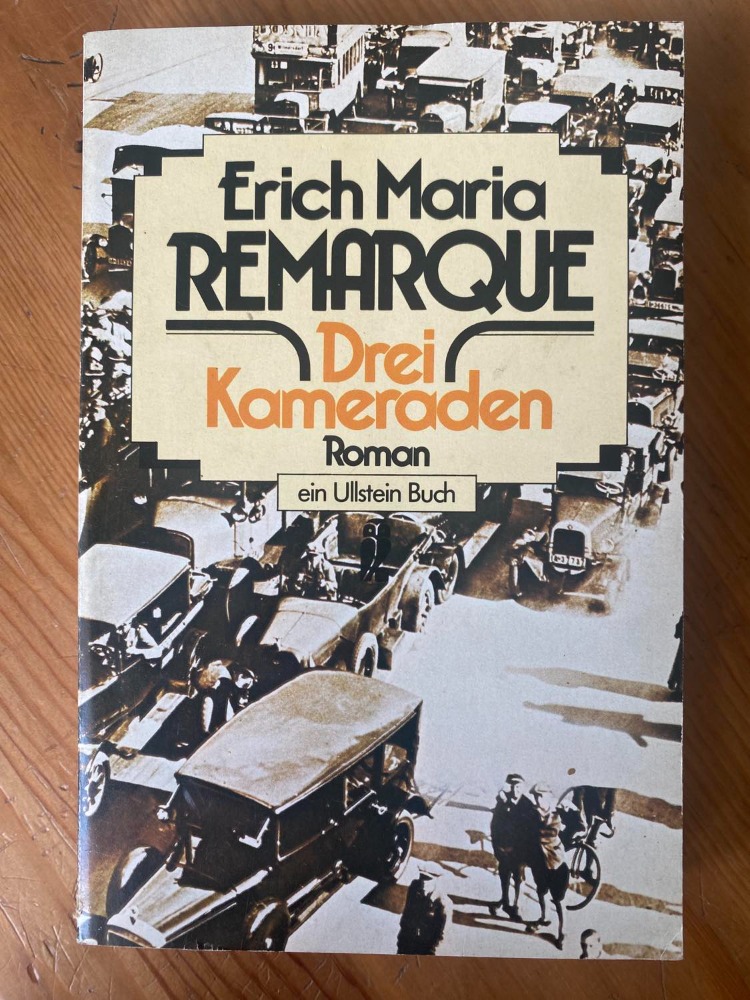 Erich Maria
REMARQUE
Drei
Kameraden
Roman
ein Ullstein Buch